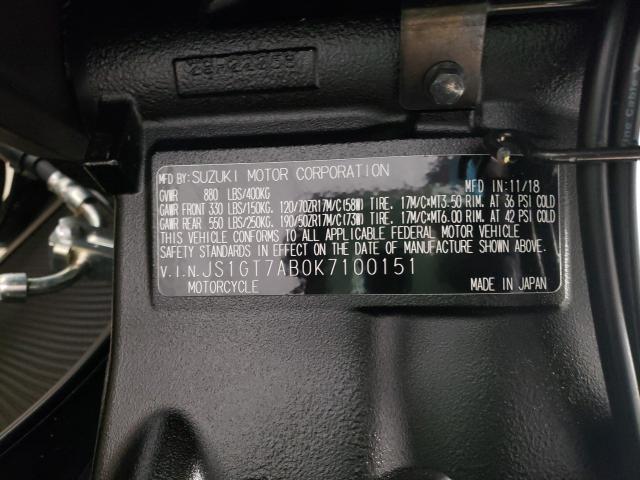 MFD BY:SUZUKI MOTOR CORPORATION
MFD IN:11/18
GVWR 880 LBS/400KG
GAWR FRONT 330 LBS/150KG. 120/70ZR17M/C(58W) TIRE. 17M/C×MT3.50 RIM. AT 36 PSI COLD
GAWR REAR 550 LBS/250KG. 190/50ZR17M/C(73W) TIRE. 17M/C×MT6.00 RIM. AT 42 PSI COLD
THIS VEHICLE CONFORMS TO ALL APPLICABLE FEDERAL MOTOR VEHICLE
SAFETY STANDARDS IN EFFECT ON THE DATE OF MANUFACTURE SHOWN ABOVE.
V.I.N.JS1GT7AB0K7100151
MOTORCYCLE
MADE IN JAPAN